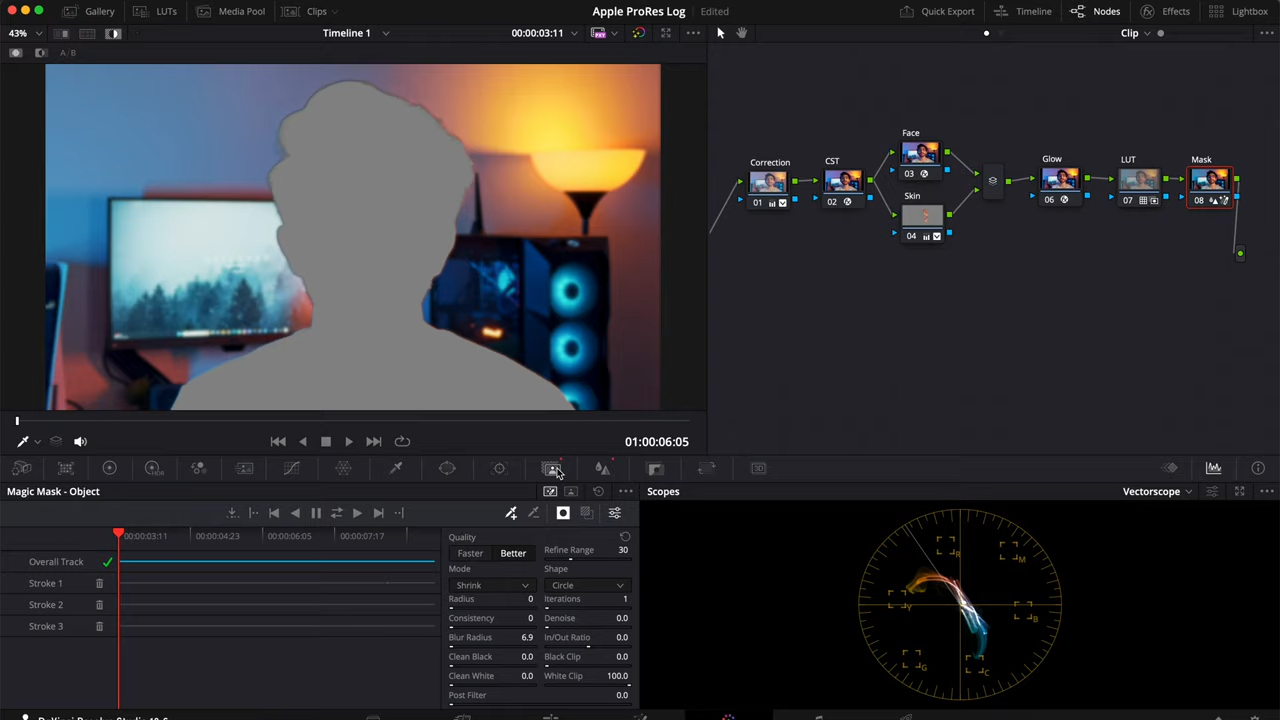 Gallery LUTs Media Pool Clips Apple ProRes Log Edited Quick Export Timeline Nodes Effects Lightbox
43% Timeline 1 00:00:03:11 Clip
A/B
Face
Correction CST Glow LUT Mask
03
Skin
01 02 06 07 08
04
01:00:06:05
Magic Mask - Object Scopes Vectorscope
00:00:03:11 00:00:04:23 00:00:06:05 00:00:07:17
Quality
Faster Better Refine Range 30
Overall Track
Mode Shape
Stroke 1 Shrink Circle
Radius 0 Iterations 1
Stroke 2
Consistency 0 Denoise 0.0
Stroke 3
Blur Radius 6.9 In/Out Ratio 0.0
Clean Black 0.0 Black Clip 0.0
Clean White 0.0 White Clip 100.0
Post Filter 0.0
R M
Y B
G C